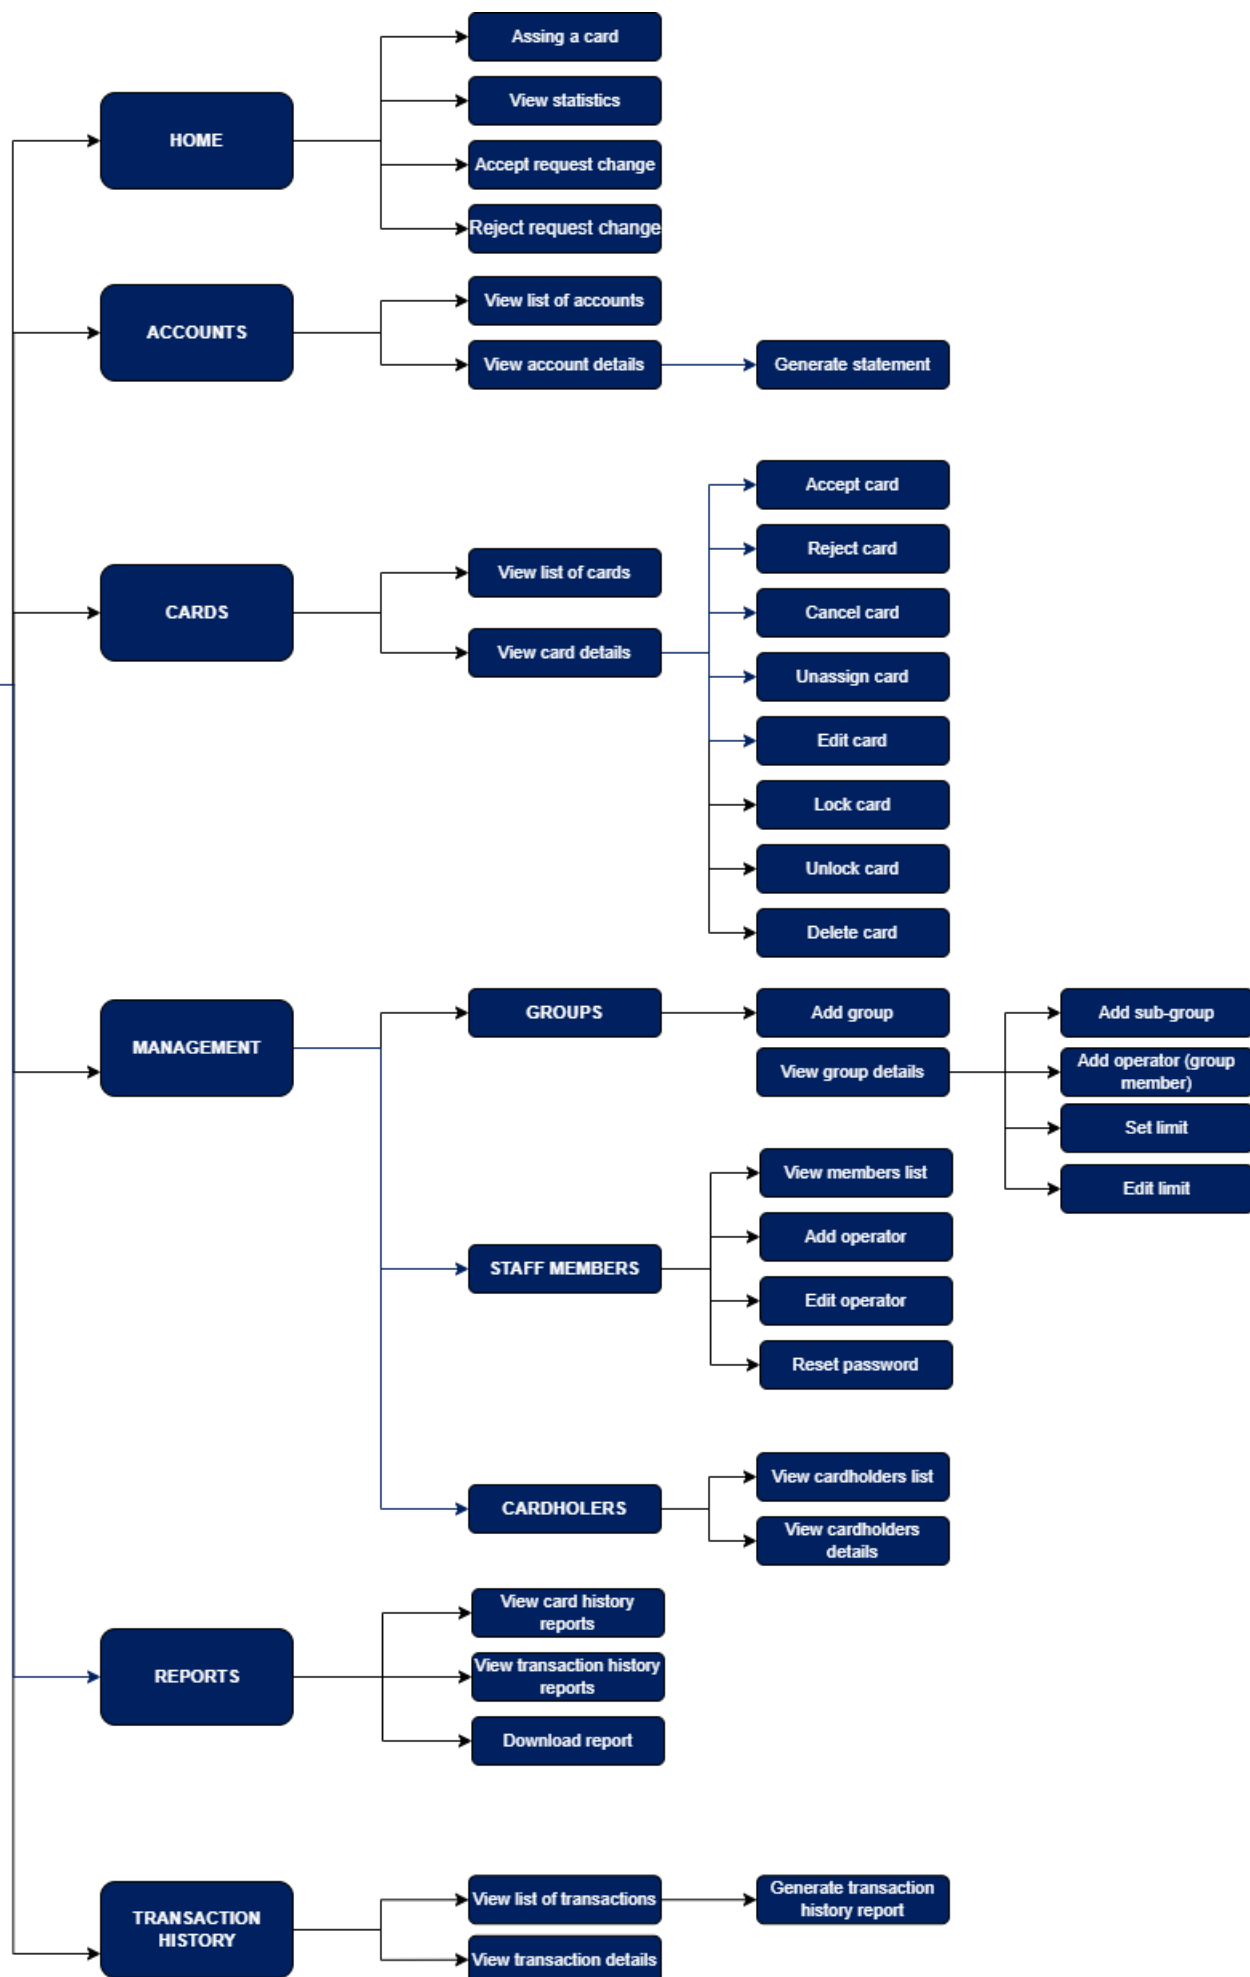 Assing a card
View statistics
HOME
Accept request change
Reject request change
View list of accounts
ACCOUNTS
View account details
Generate statement
Accept card
Reject card
View list of cards
CARDS
Cancel card
View card details
Unassign card
Edit card
Lock card
Unlock card
Delete card
MANAGEMENT
GROUPS
Add group
Add sub-group
View group details
Add operator (group
member)
Set limit
Edit limit
View members list
Add operator
STAFF MEMBERS
Edit operator
Reset password
View cardholders list
CARDHOLERS
View cardholders
details
View card history
reports
REPORTS
View transaction history
reports
Download report
TRANSACTION
HISTORY
View list of transactions
Generate transaction
history report
View transaction details